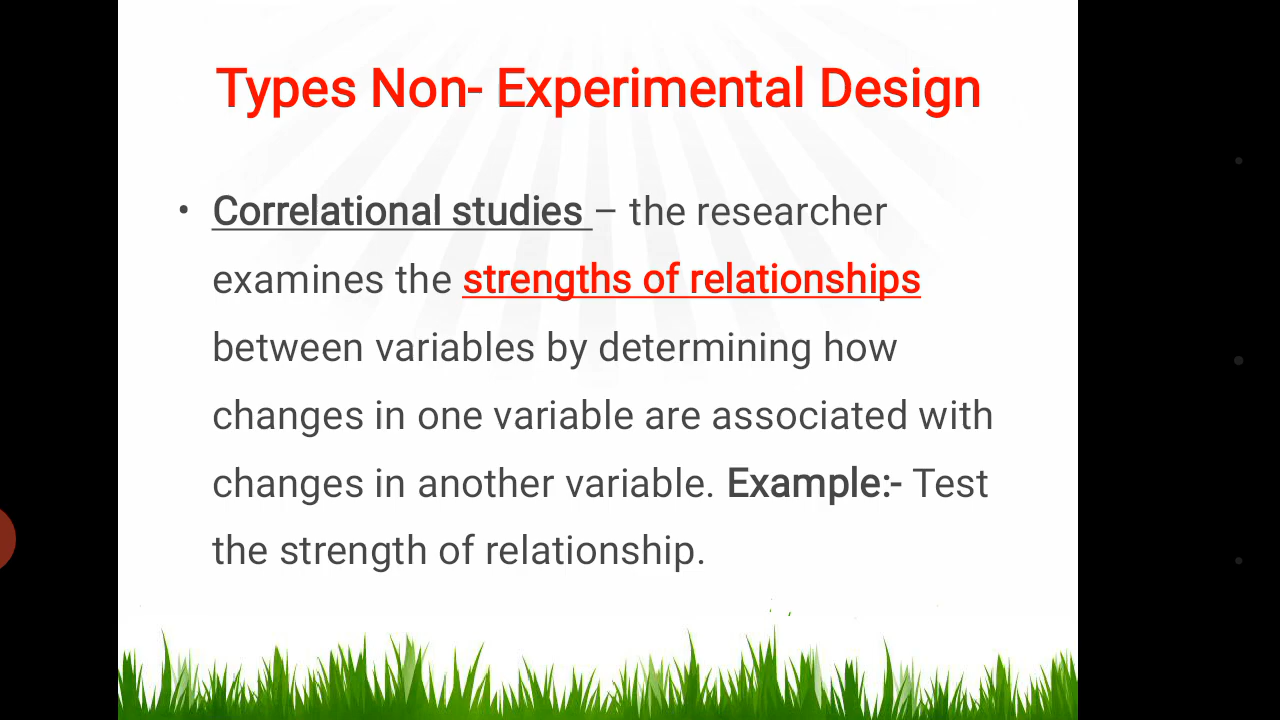 Types Non- Experimental Design
• Correlational studies – the researcher
examines the strengths of relationships
between variables by determining how
changes in one variable are associated with
changes in another variable. Example:- Test
the strength of relationship.